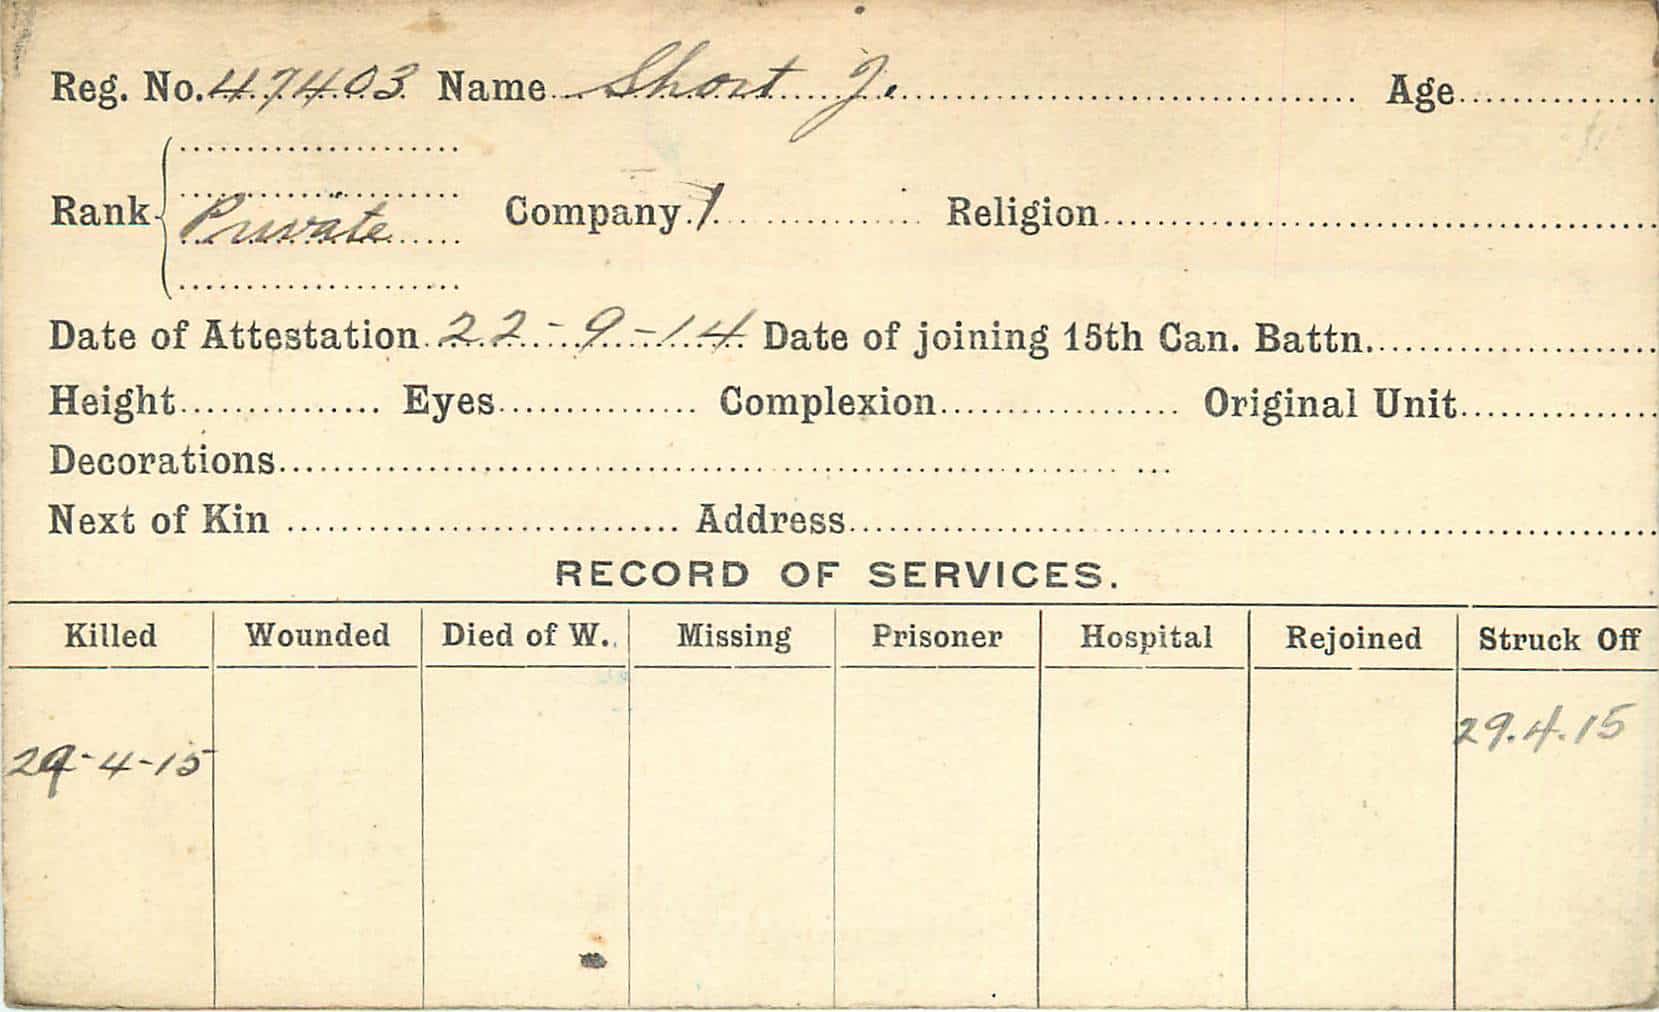 Reg. No. 47403 Name Short J. Age
Rank Private Company 1 Religion
Date of Attestation 22-9-14 Date of joining 15th Can. Battn.
Height Eyes Complexion Original Unit
Decorations
Next of Kin Address
RECORD OF SERVICES.
Killed Wounded Died of W. Missing Prisoner Hospital Rejoined Struck Off
29-4-15 29.4.15